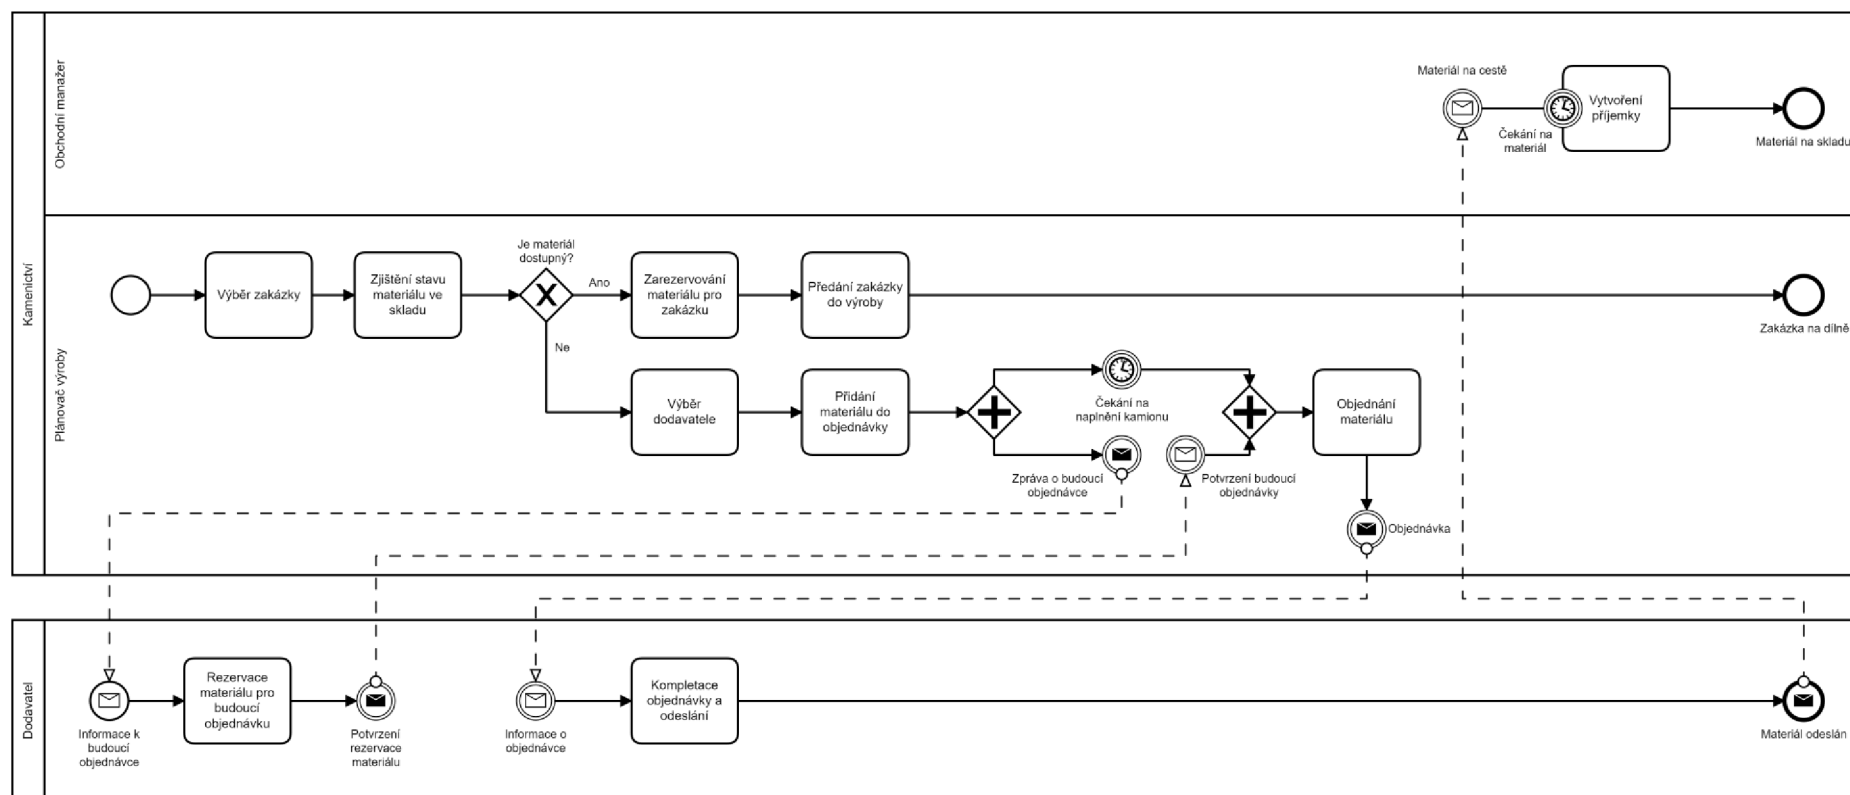 Kamenictví
Obchodní manažer
Materiál na cestě
Čekání na
materiál
Vytvoření
příjemky
Materiál na skladu
Plánovač výroby
Výběr zakázky
Zjištění stavu
materiálu ve
skladu
Je materiál
dostupný?
Ano
Ne
Zarezervování
materiálu pro
zakázku
Předání zakázky
do výroby
Zakázka na dílně
Výběr
dodavatele
Přidání
materiálu do
objednávky
Čekání na
naplnění kamionu
Zpráva o budoucí
objednávce
Potvrzení budoucí
objednávky
Objednání
materiálu
Objednávka
Dodavatel
Informace k
budoucí
objednávce
Rezervace
materiálu pro
budoucí
objednávku
Potvrzení
rezervace
materiálu
Informace o
objednávce
Kompletace
objednávky a
odeslání
Materiál odeslán